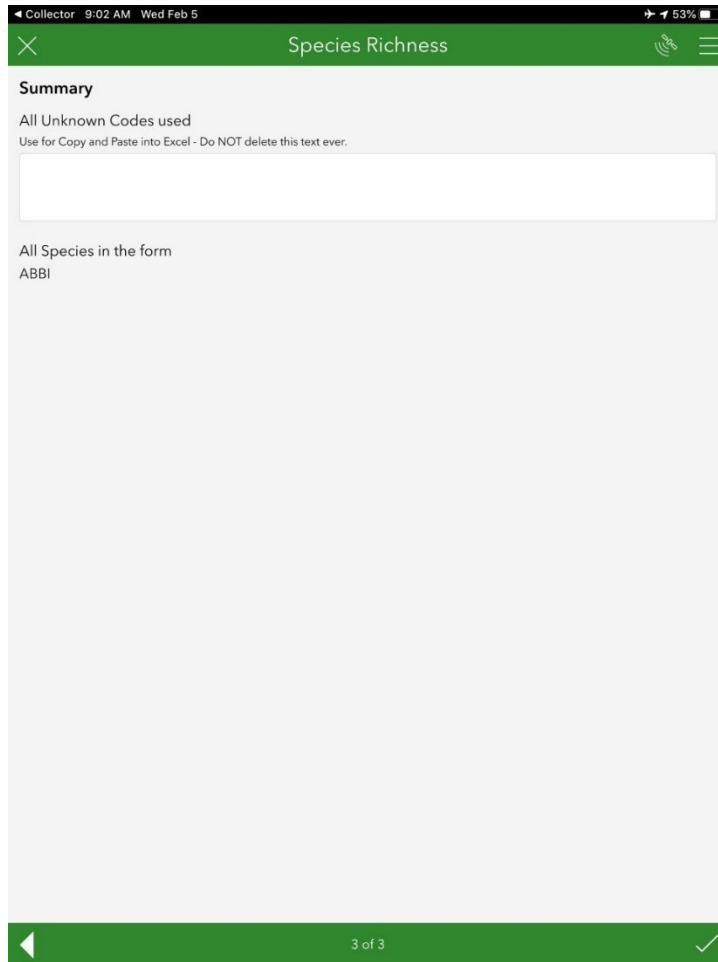 Collector 9:02 AM Wed Feb 5 53%
Species Richness
Summary
All Unknown Codes used
Use for Copy and Paste into Excel - Do NOT delete this text ever.
All Species in the form
ABBI
3 of 3